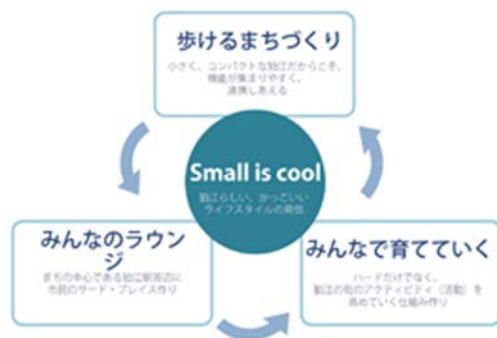 歩けるまちづくり
小さく、コンパクトな狛江だからこそ、
機能が集まりやすく、
連携しあえる
Small is cool
狛江らしい、かっこいい
ライフスタイルの発信
みんなのラウン
ジ
まちの中心である狛江駅周辺に
市民のサード・プレイス作り
みんなで育てていく
ハードだけでなく、
狛江の街のアクティビティ（活動）を
高めていく仕組み作り